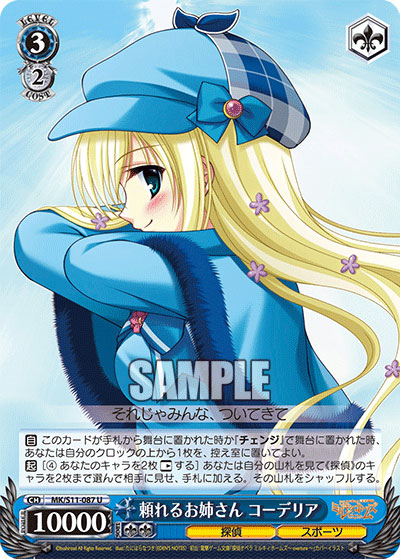 LEVEL
3
2
COST
SAMPLE
それじゃみんな、ついてきて
自 このカードが手札から舞台に置かれた時か「チェンジ」で舞台に置かれた時、
あなたは自分のクロックの上から1枚を、控え室に置いてよい。
起 [④ あなたのキャラを2枚 する] あなたは自分の山札を見て《探偵》のキャ
ラを2枚まで選んで相手に見せ、手札に加える。その山札をシャッフルする。
CH MK/S11-087 U
10000
頼れるお姉さん コーデリア
探偵
スポーツ